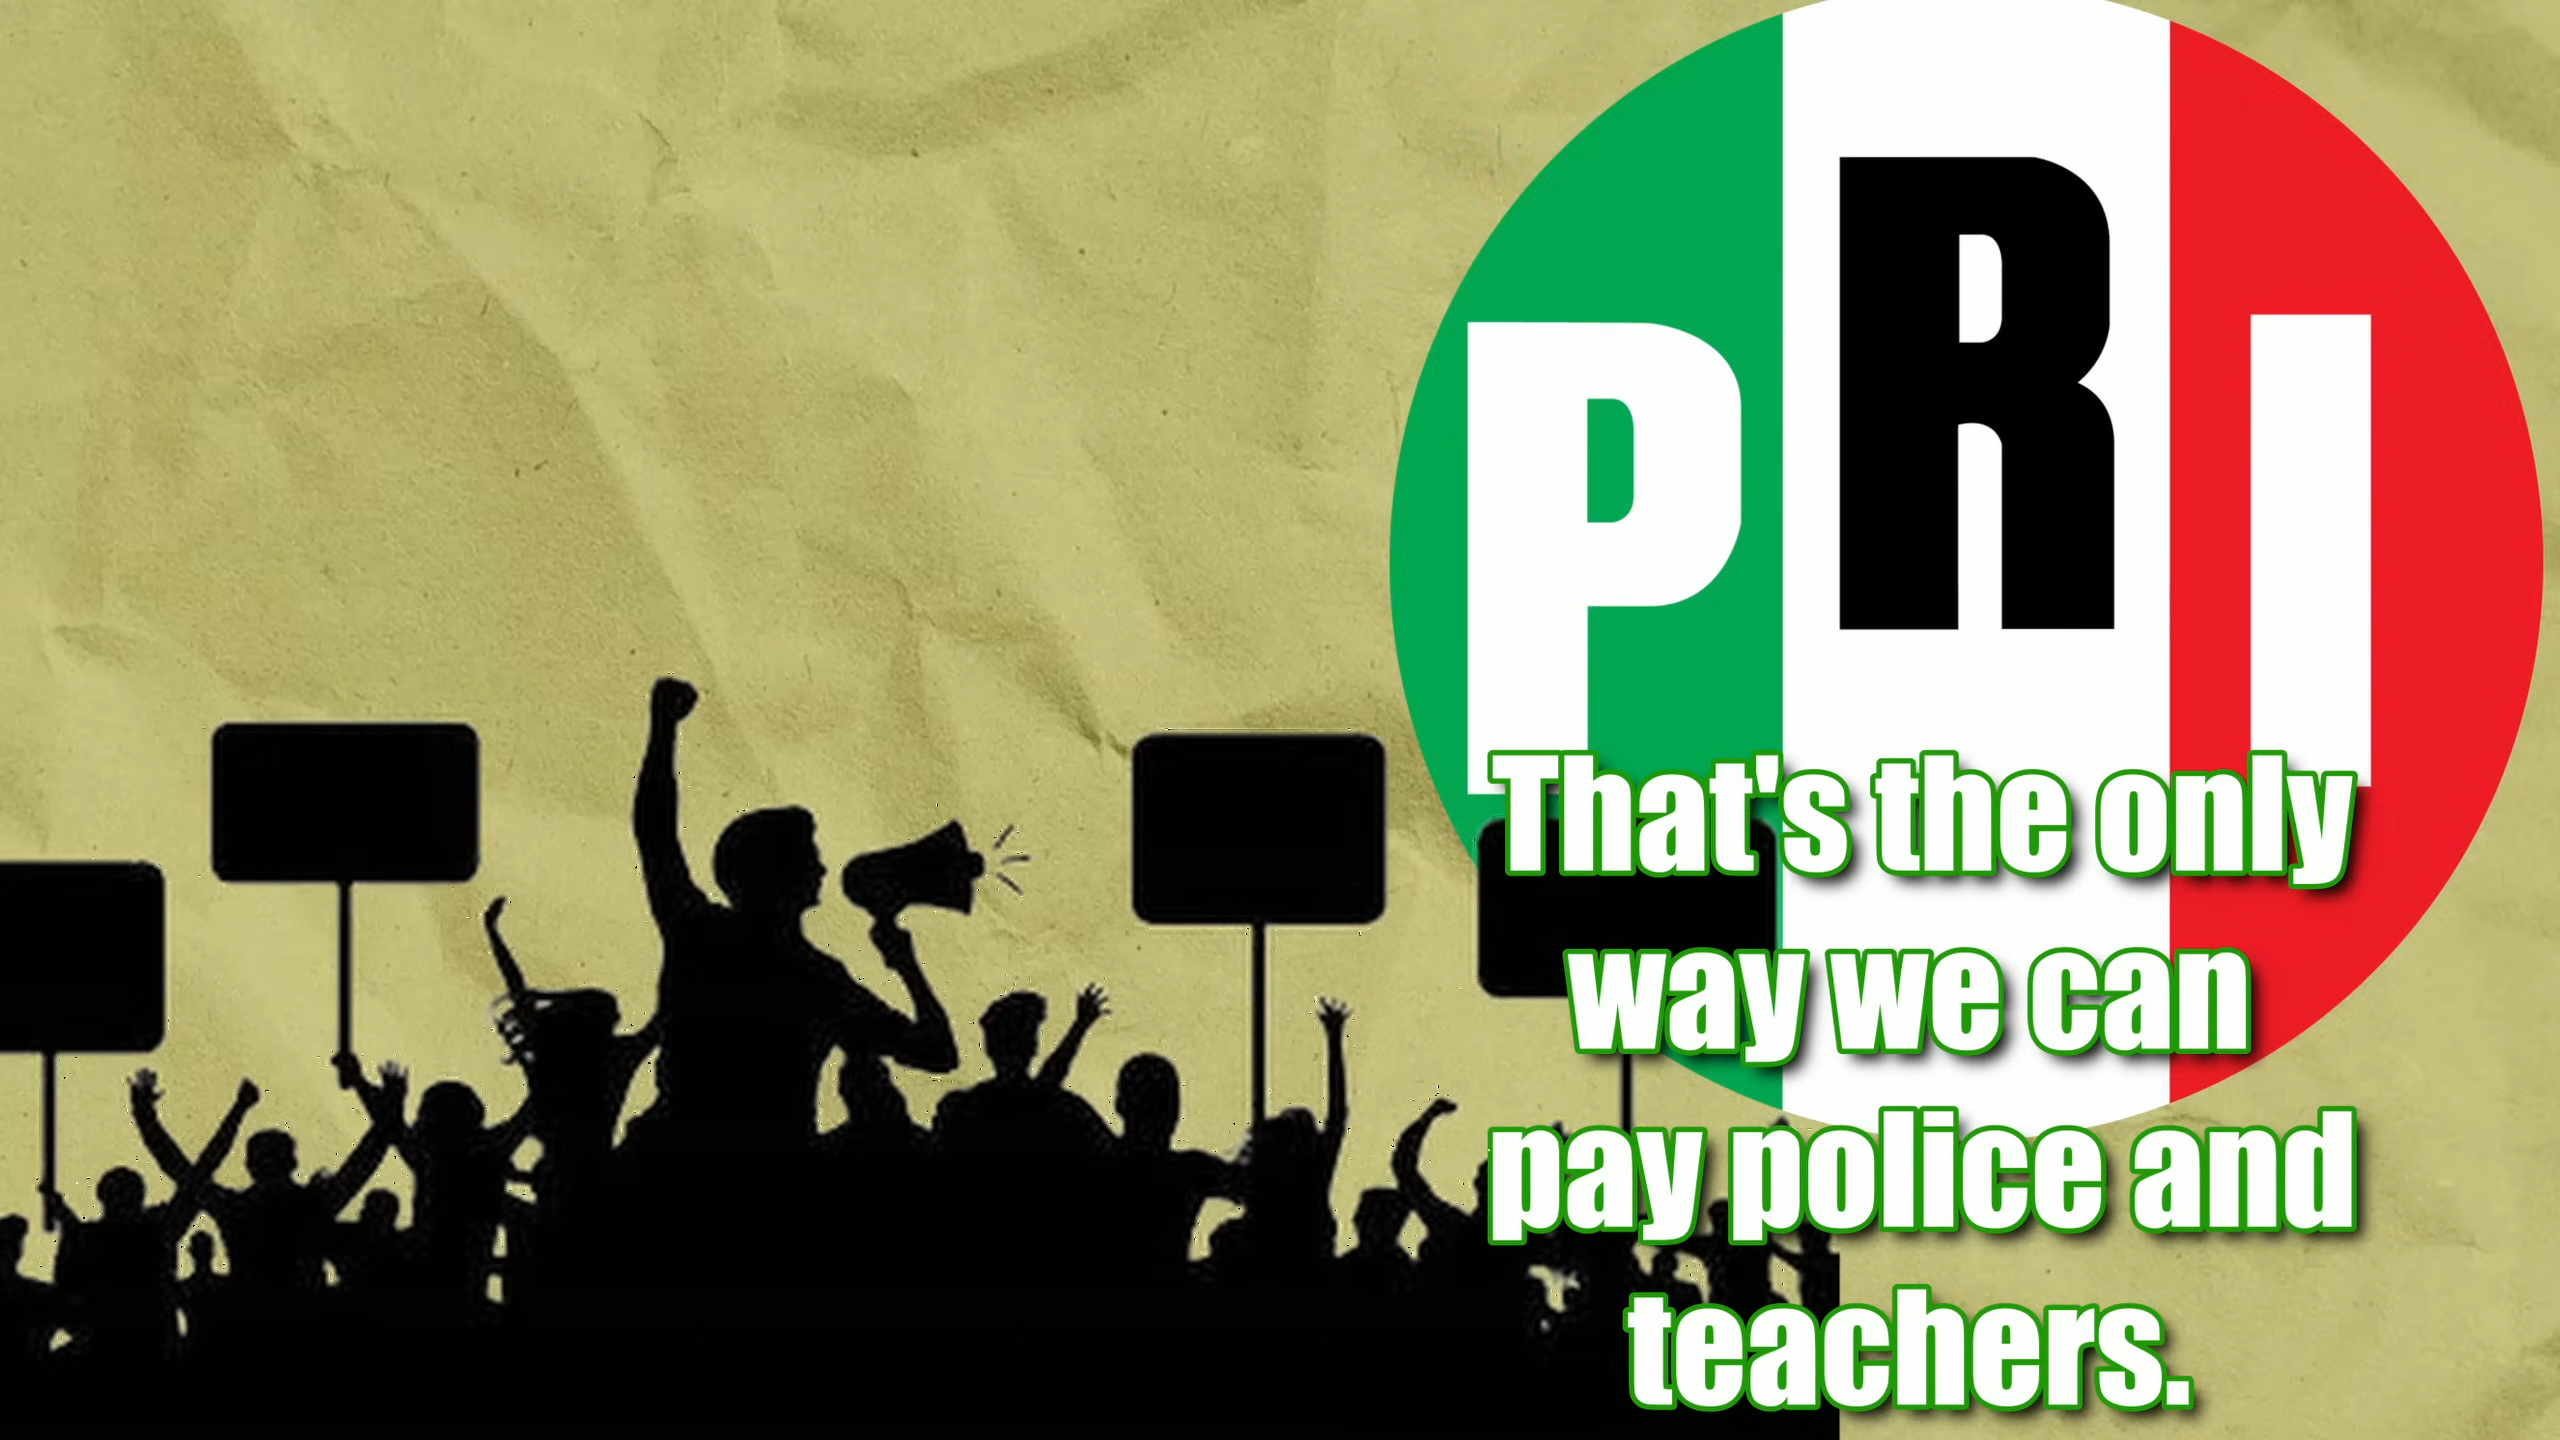 PRI
That's the only
way we can
pay police and
teachers.